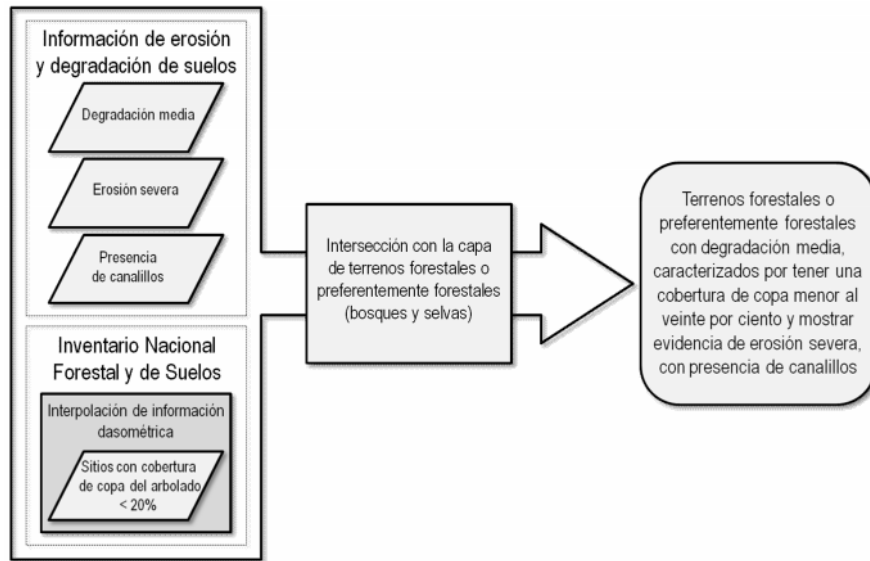 Información de erosión
y degradación de suelos
Degradación media
Erosión severa
Presencia
de canalillos
Inventario Nacional
Forestal y de Suelos
Interpolación de información
dasométrica
Sitios con cobertura
de copa del arbolado
< 20%
Intersección con la capa
de terrenos forestales o
preferentemente forestales
(bosques y selvas)
Terrenos forestales o
preferentemente forestales
con degradación media,
caracterizados por tener una
cobertura de copa menor al
veinte por ciento y mostrar
evidencia de erosión severa,
con presencia de canalillos